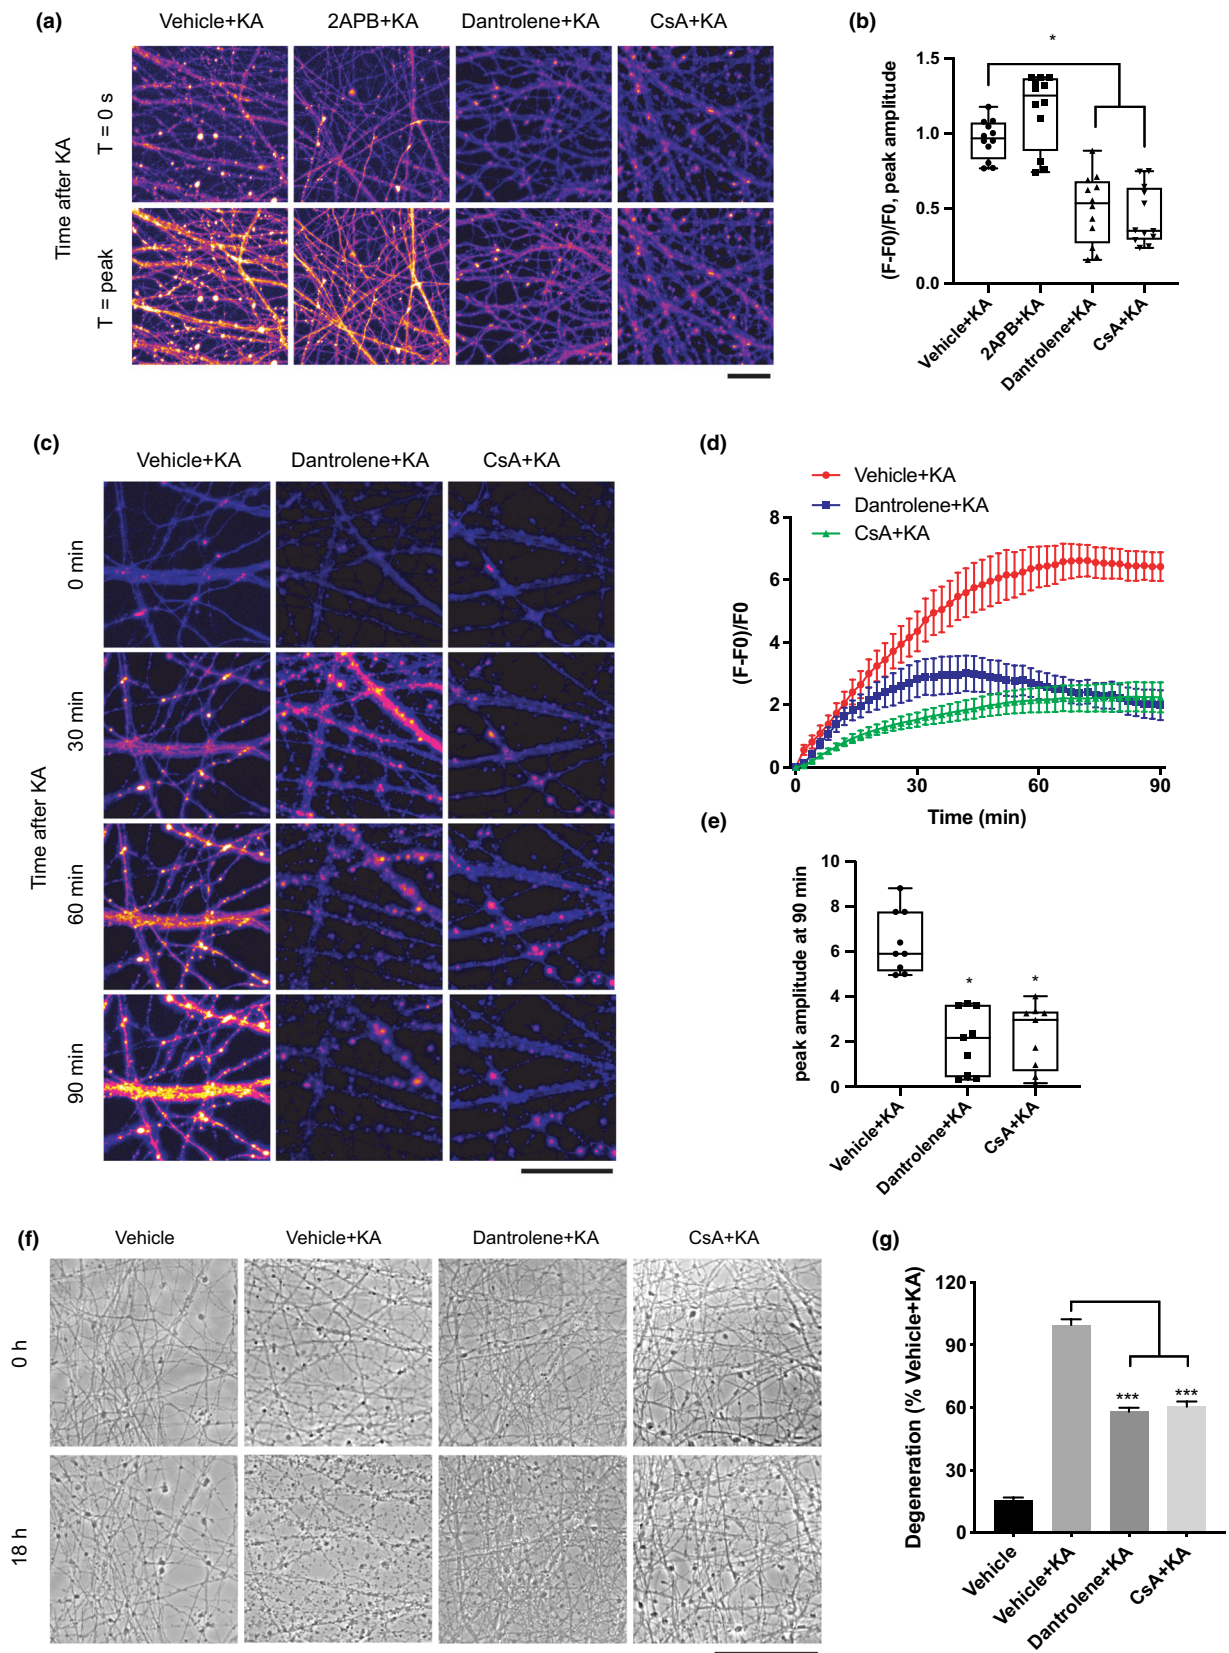 (a)
Vehicle+KA 2APB+KA Dantrolene+KA CsA+KA
Time after KA
T = 0 s
T = peak
(b)
*
(F-F0)/F0, peak amplitude
1.5
1.0
0.5
0.0
Vehicle+KA
2APB+KA
Dantrolene+KA
CsA+KA
(c)
Vehicle+KA Dantrolene+KA CsA+KA
Time after KA
0 min
30 min
60 min
90 min
(d)
Vehicle+KA
Dantrolene+KA
CsA+KA
(F-F0)/F0
8
6
4
2
0
0 30 60 90
Time (min)
(e)
peak amplitude at 90 min
10
8
6
4
2
0
* *
Vehicle+KA
Dantrolene+KA
CsA+KA
(f)
Vehicle Vehicle+KA Dantrolene+KA CsA+KA
0 h
18 h
(g)
Degeneration (% Vehicle+KA)
120
90
60
30
0
*** ***
Vehicle
Vehicle+KA
Dantrolene+KA
CsA+KA